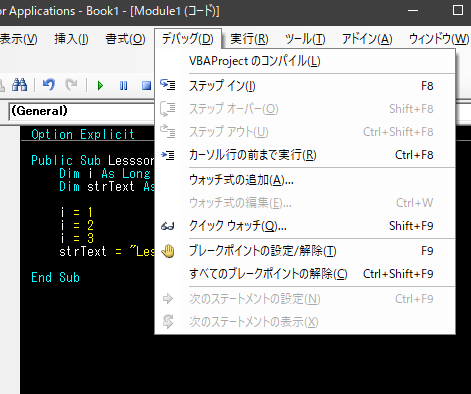 or Applications - Book1 - [Module1 (コード)]
表示(V) 挿入(I) 書式(O) デバッグ(D) 実行(R) ツール(T) アドイン(A) ウィンドウ(W)
VBAProject のコンパイル(L)
ステップ イン(I) F8
ステップ オーバー(O) Shift+F8
ステップ アウト(U) Ctrl+Shift+F8
カーソル行の前まで実行(R) Ctrl+F8
ウォッチ式の追加(A)...
ウォッチ式の編集(E)... Ctrl+W
クイック ウォッチ(Q)... Shift+F9
ブレークポイントの設定/解除(T) F9
すべてのブレークポイントの解除(C) Ctrl+Shift+F9
次のステートメントの設定(N) Ctrl+F9
次のステートメントの表示(X)
(General)
Option Explicit
Public Sub Lessson
Dim i As Long
Dim strText As
i = 1
i = 2
i = 3
strText = "Les
End Sub